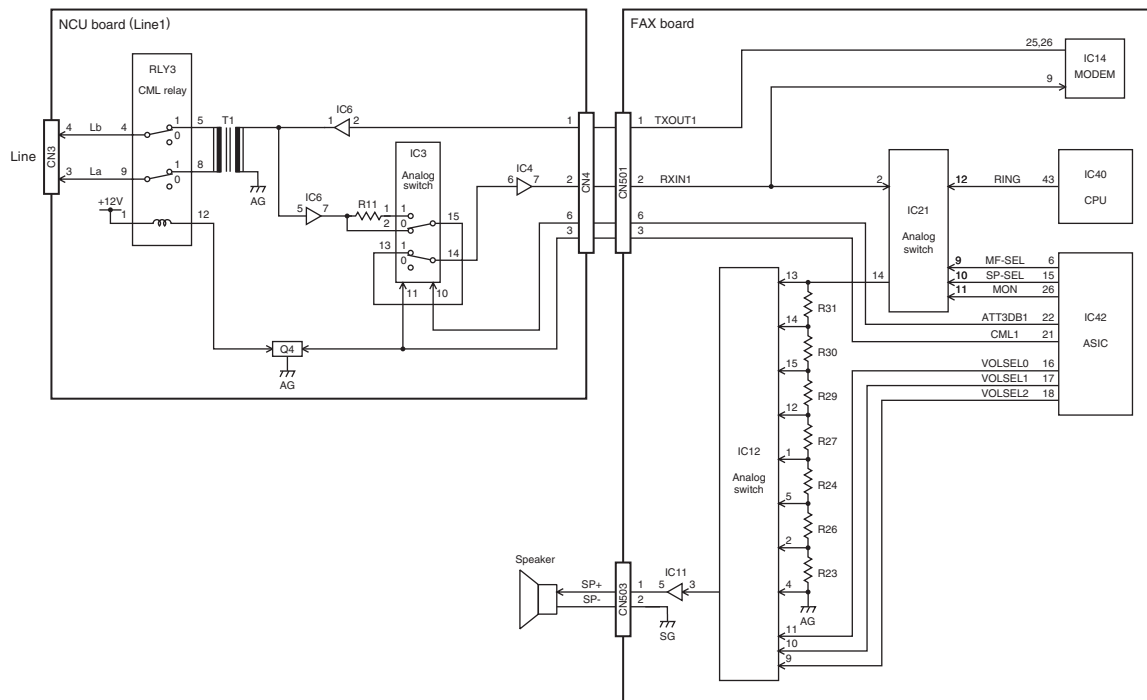 NCU board (Line1)
FAX board
RLY3
CML relay
Line
CN3
4 Lb 4
3 La 9
1
0
5
1
0
8
T1
AG
+12V
1
12
1 IC6 2
IC3
Analog
switch
IC6
5 7
R11
1
0
1
2
15
13
1
0
14
11
10
IC4
6 7
Q4
AG
CN4
1
2
6
3
CN501
1 TXOUT1
2 RXIN1
6
3
25,26
9
IC14
MODEM
2
IC21
Analog
switch
12 RING 43
IC40
CPU
9 MF-SEL 6
10 SP-SEL 15
11 MON 26
14
ATT3DB1 22
CML1 21
VOLSEL0 16
VOLSEL1 17
VOLSEL2 18
IC42
ASIC
IC12
Analog
switch
13
R31
14
R30
15
R29
12
R27
1
R24
5
R26
2
R23
4
AG
11
10
9
Speaker
SP+
SP-
CN503
1
2
5 IC11 3
SG